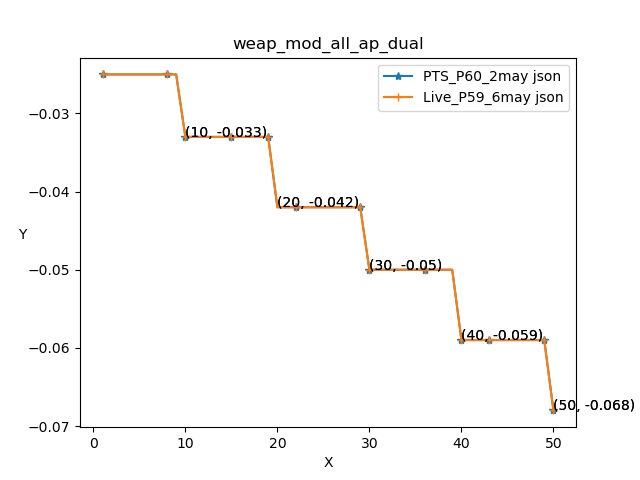 weap_mod_all_ap_dual
PTS_P60_2may json
Live_P59_6may json
(10, -0.033)
(20, -0.042)
(30, -0.05)
(40, -0.059)
(50, -0.068)
Y
−0.03
−0.04
−0.05
−0.06
−0.07
0 10 20 30 40 50
X